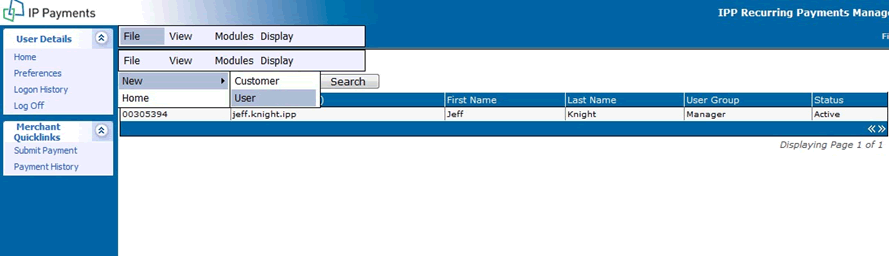 IP Payments
IPP Recurring Payments Manage
User Details
File View Modules Display
Fi
Home
File View Modules Display
Preferences
New Customer Search
Logon History
Home User
Log Off
) First Name Last Name User Group Status
00305394 jeff.knight.ipp Jeff Knight Manager Active
Merchant
Quicklinks
Submit Payment
Displaying Page 1 of 1
Payment History